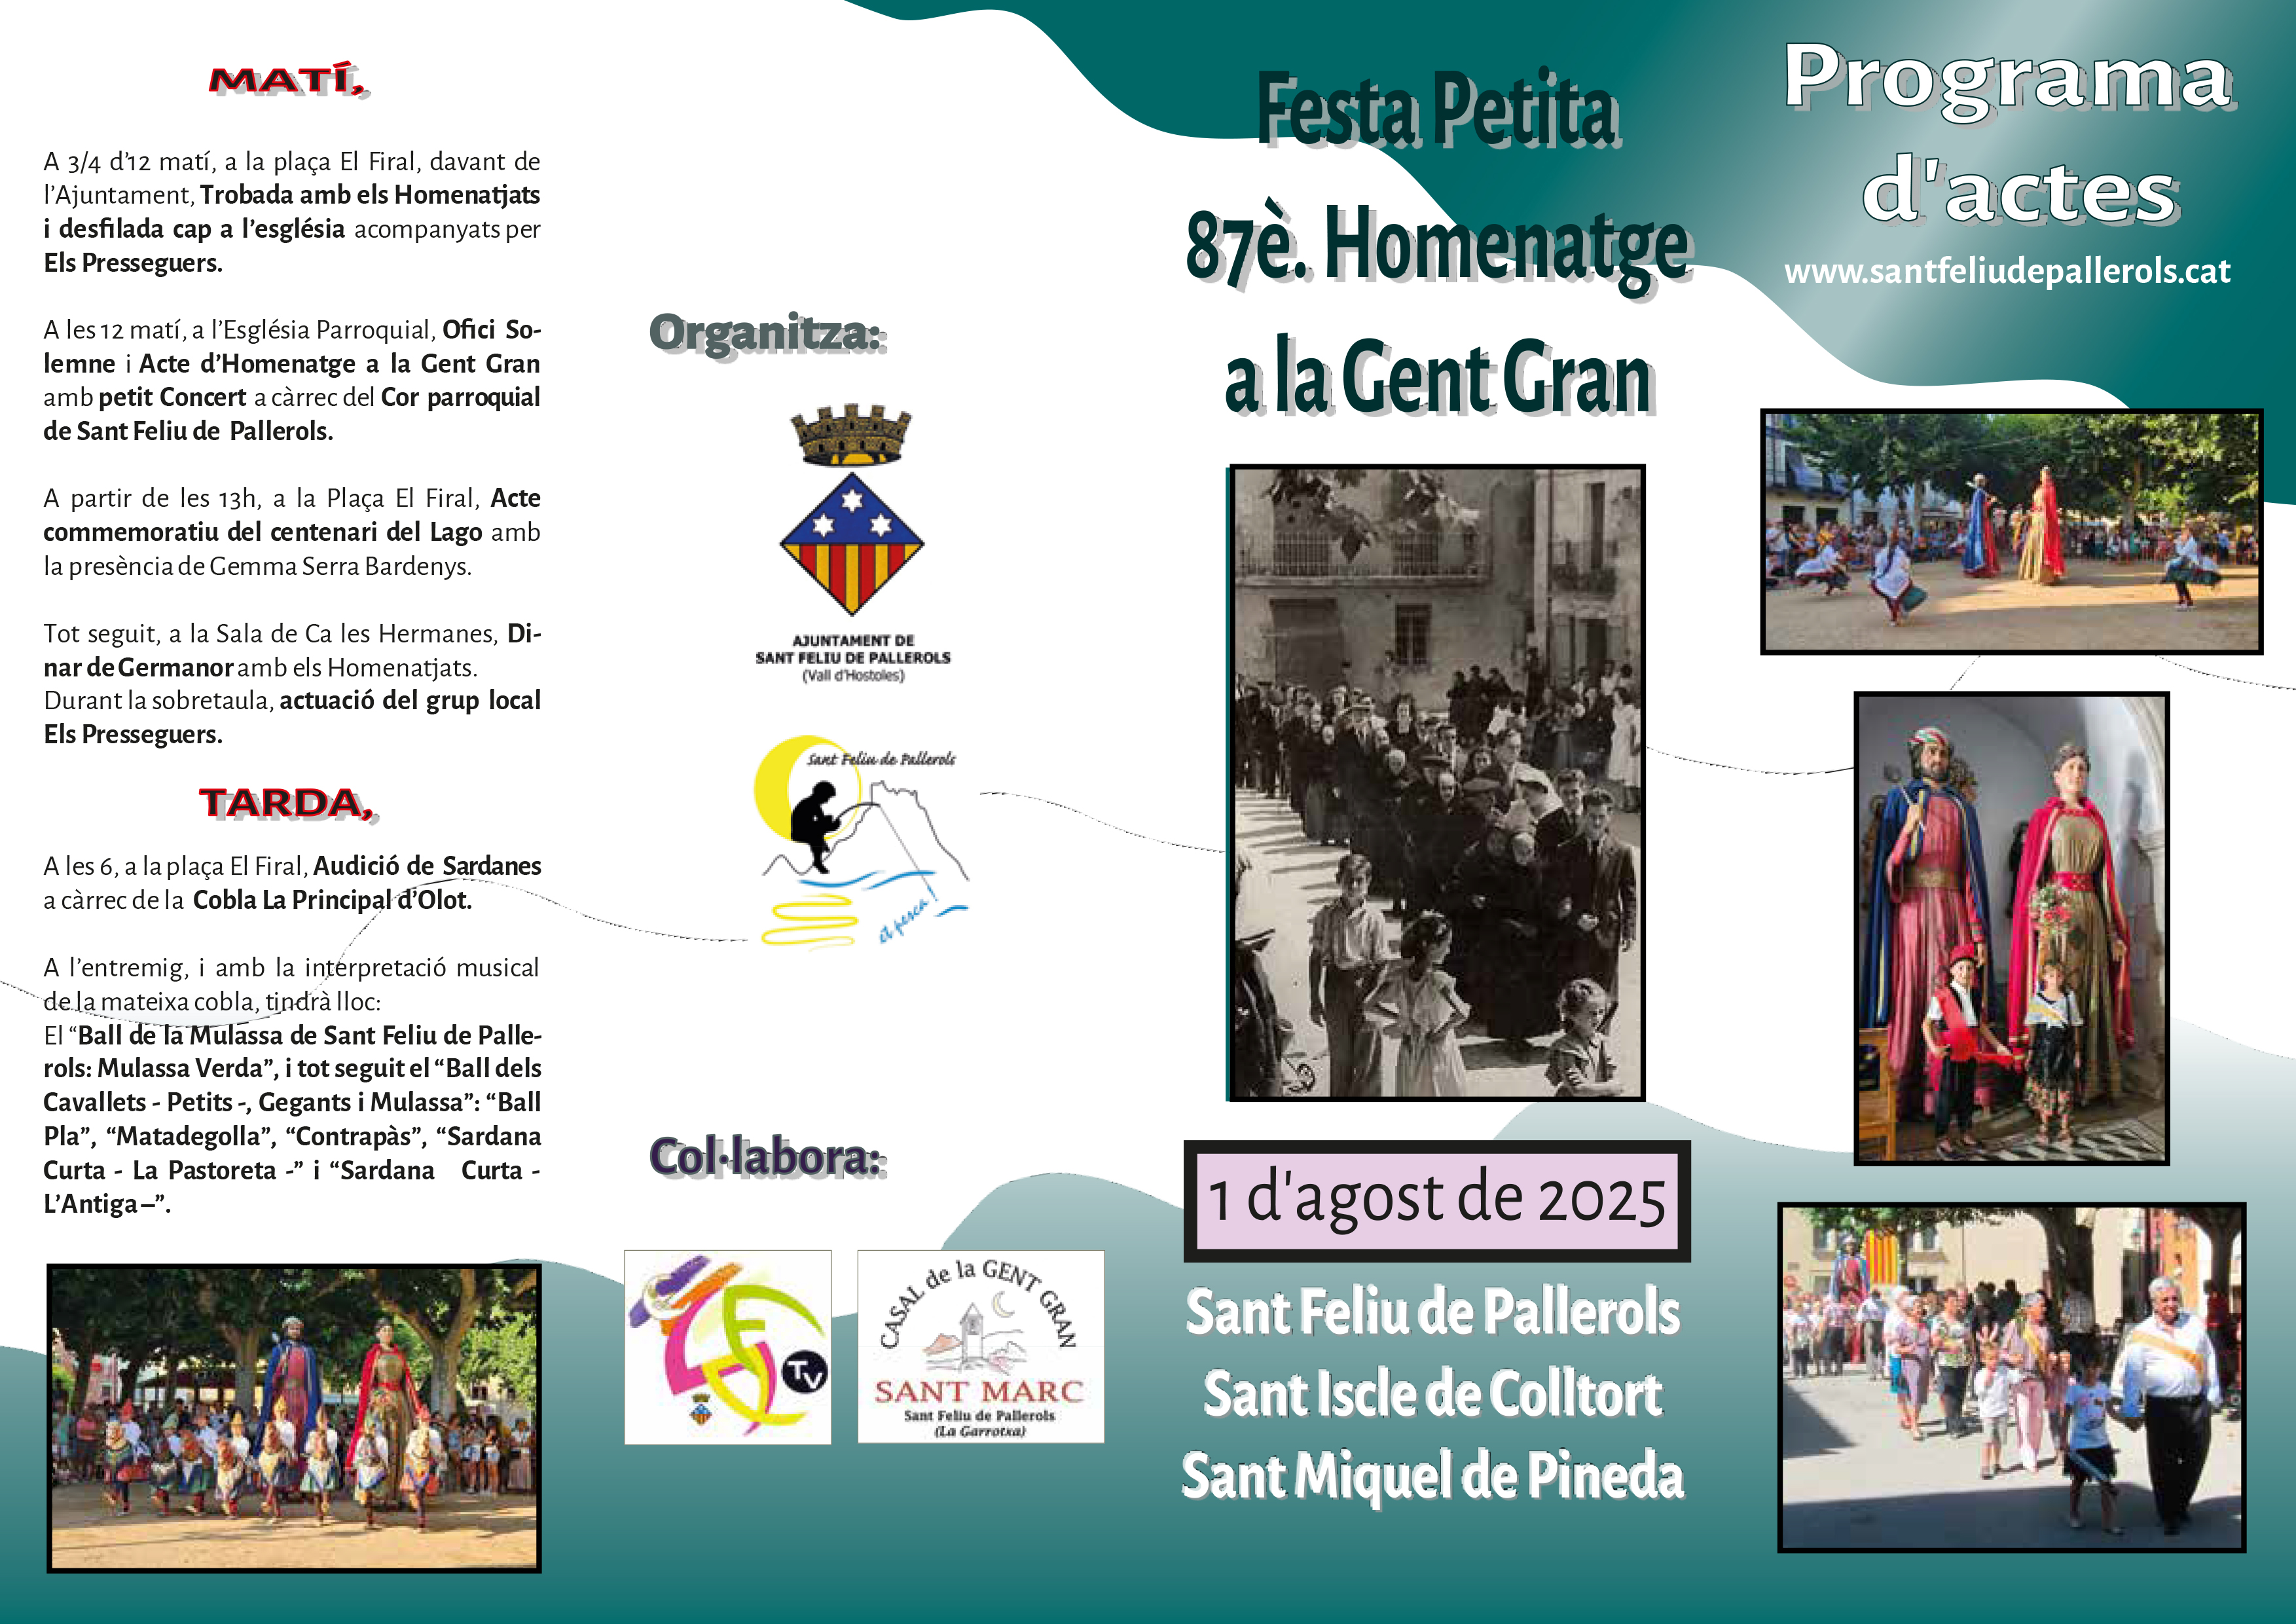 MATÍ,
A 3/4 d’12 matí, a la plaça El Firal, davant de
l’Ajuntament, Trobada amb els Homenatjats
i desfilada cap a l’església acompanyats per
Els Presseguers.
A les 12 matí, a l’Església Parroquial, Ofici So-
lemne i Acte d’Homenatge a la Gent Gran
amb petit Concert a càrrec del Cor parroquial
de Sant Feliu de Pallerols.
A partir de les 13h, a la Plaça El Firal, Acte
commemoratiu del centenari del Lago amb
la presència de Gemma Serra Bardenys.
Tot seguit, a la Sala de Ca les Hermanes, Di-
nar de Germanor amb els Homenatjats.
Durant la sobretaula, actuació del grup local
Els Presseguers.
TARDA,
A les 6, a la plaça El Firal, Audició de Sardanes
a càrrec de la Cobla La Principal d’Olot.
A l’entremig, i amb la interpretació musical
de la mateixa cobla, tindrà lloc:
El “Ball de la Mulassa de Sant Feliu de Palle-
rols: Mulassa Verda”, i tot seguit el “Ball dels
Cavallets - Petits -, Gegants i Mulassa”: “Ball
Pla”, “Matadegolla”, “Contrapàs”, “Sardana
Curta - La Pastoreta -” i “Sardana Curta -
L’Antiga –”.
Organitza:
AJUNTAMENT DE
SANT FELIU DE PALLEROLS
(Vall d'Hostoles)
Sant Feliu de Pallerols
et pesca!
Col·labora:
TV
CASAL de la GENT GRAN
SANT MARC
Sant Feliu de Pallerols
(La Garrotxa)
Festa Petita
87è. Homenatge
a la Gent Gran
1 d'agost de 2025
Sant Feliu de Pallerols
Sant Iscle de Colltort
Sant Miquel de Pineda
Programa
d'actes
www.santfeliudepallerols.cat